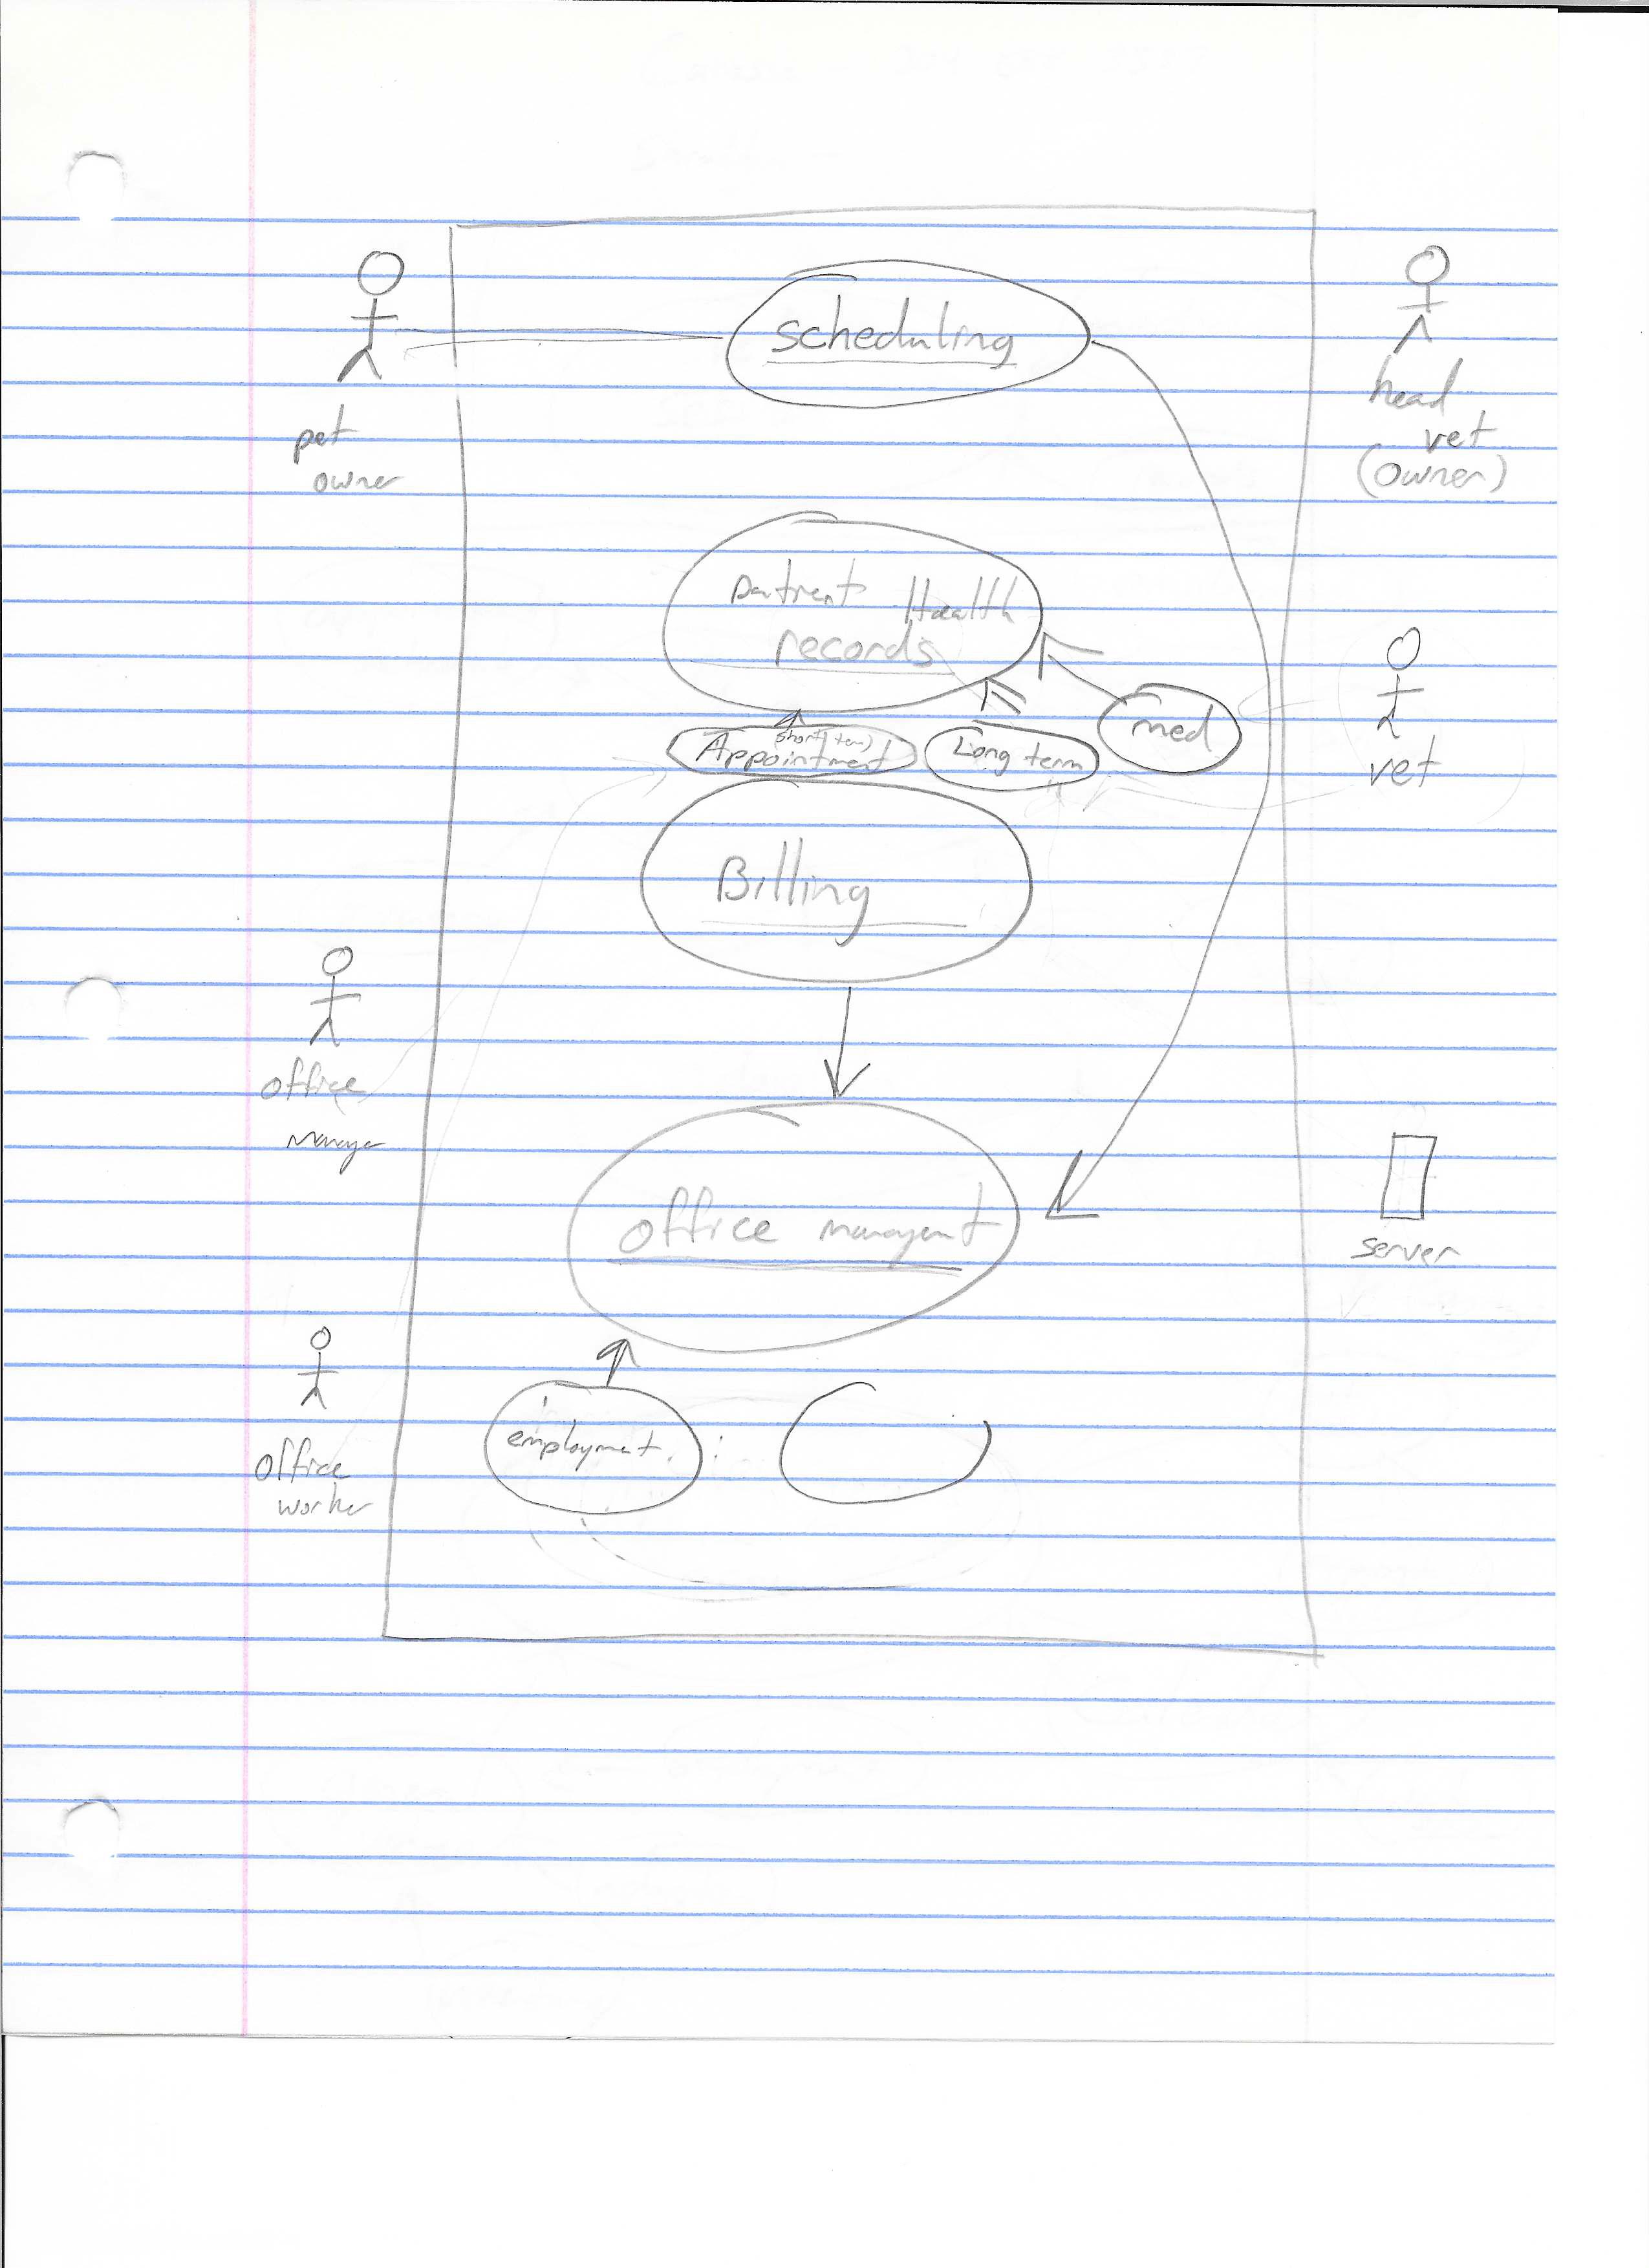 scheduling
pet
owner
head
vet
(owner)
patient Health
records
med
vet
(short term)
Appointment
Long term
Billing
office
manager
office managent
server
employment
office
worker